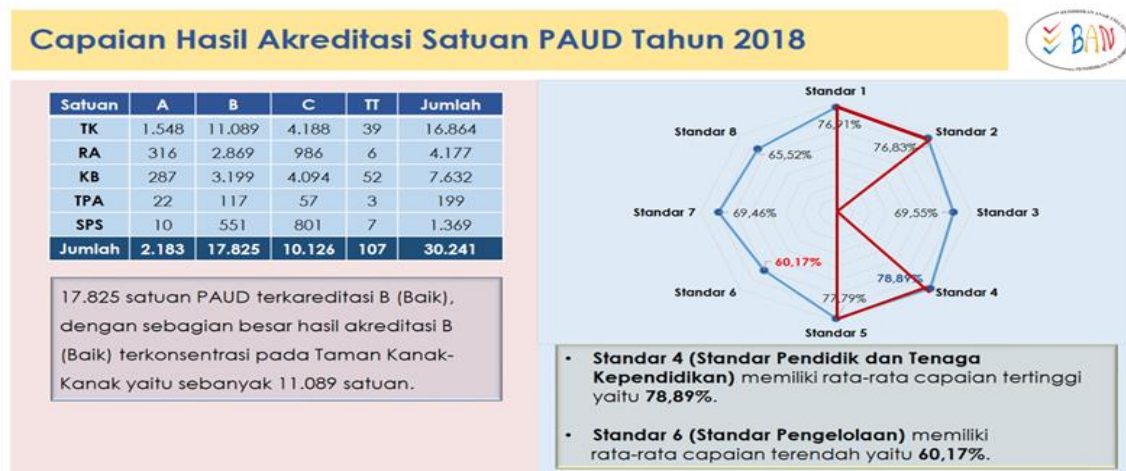 Capaian Hasil Akreditasi Satuan PAUD Tahun 2018
BAN
Satuan A B C TT Jumlah
TK 1.548 11.089 4.188 39 16.864
RA 316 2.869 986 6 4.177
KB 287 3.199 4.094 52 7.632
TPA 22 117 57 3 199
SPS 10 551 801 7 1.369
Jumlah 2.183 17.825 10.126 107 30.241
17.825 satuan PAUD terkareditasi B (Baik),
dengan sebagian besar hasil akreditasi B
(Baik) terkonsentrasi pada Taman Kanak-
Kanak yaitu sebanyak 11.089 satuan.
Standar 1
76,91%
Standar 2
76,83%
Standar 3
69,55%
Standar 4
78,89%
Standar 5
77,79%
Standar 6
60,17%
Standar 7
69,46%
Standar 8
65,52%
• Standar 4 (Standar Pendidik dan Tenaga
Kependidikan) memiliki rata-rata capaian tertinggi
yaitu 78,89%.
• Standar 6 (Standar Pengelolaan) memiliki
rata-rata capaian terendah yaitu 60,17%.